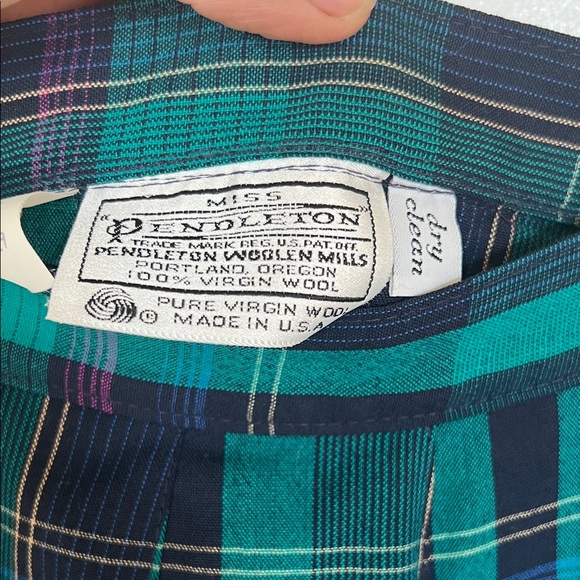 MISS
"PENDLETON"
TRADE MARK REG. U.S. PAT. OFF.
PENDLETON WOOLEN MILLS
PORTLAND, OREGON
100% VIRGIN WOOL
PURE VIRGIN WOOL
© MADE IN U.S.A
dry
clean